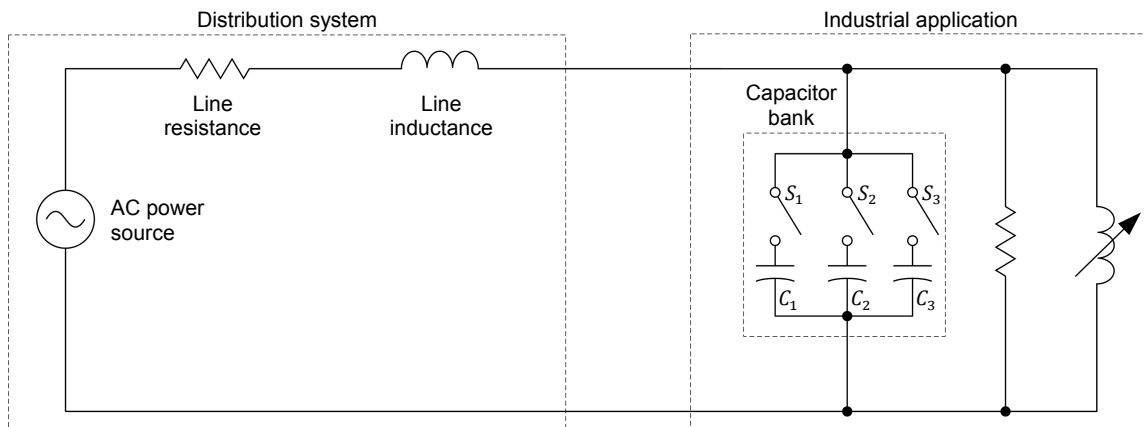 Distribution system
Industrial application
Line
resistance
Line
inductance
Capacitor
bank
AC power
source
S₁
S₂
S₃
C₁
C₂
C₃